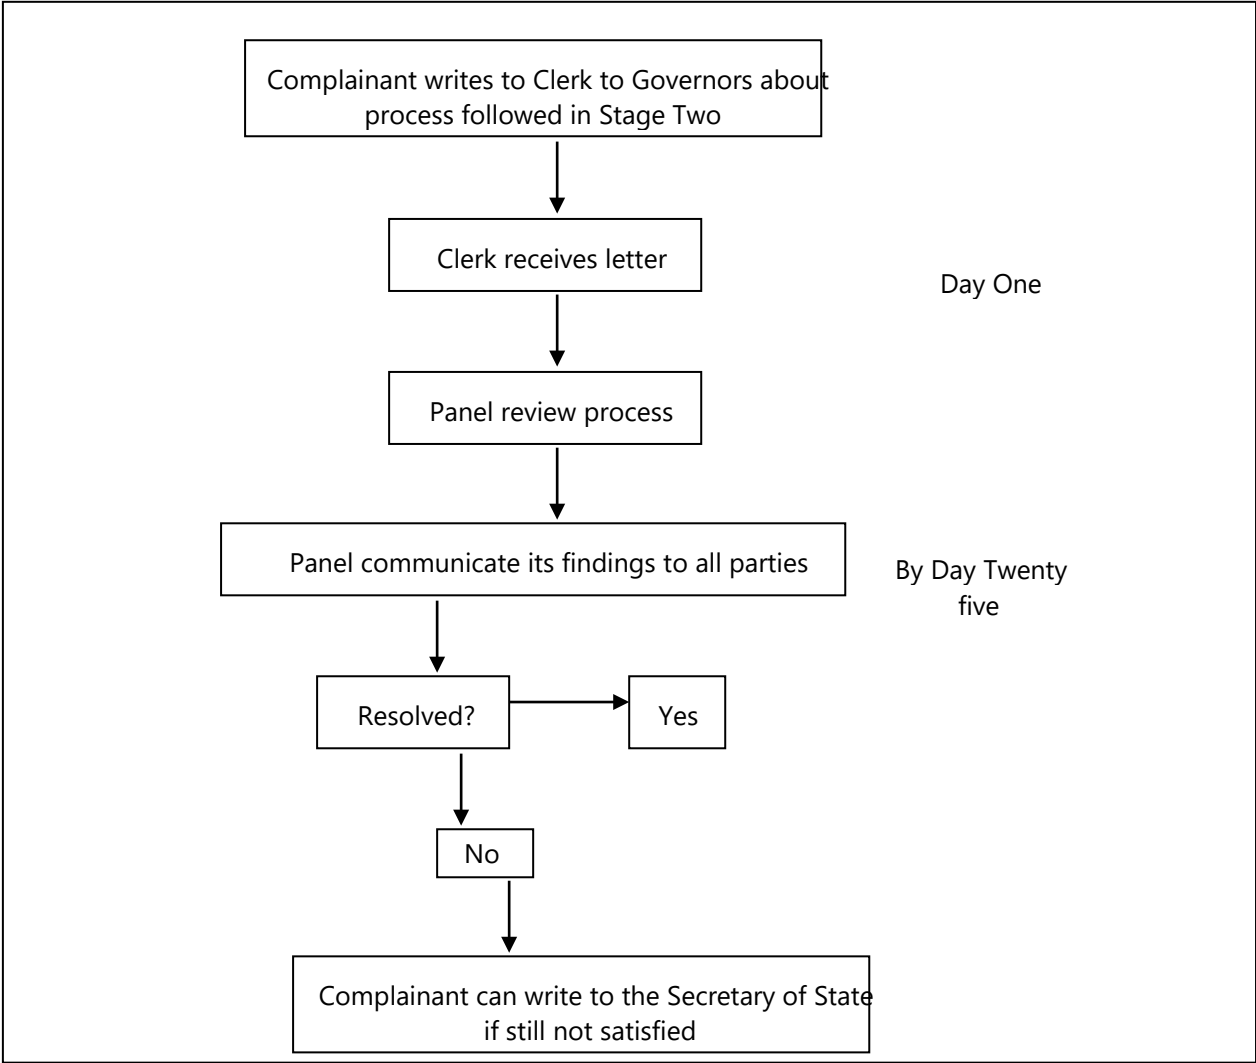 Complainant writes to Clerk to Governors about
process followed in Stage Two
Clerk receives letter
Day One
Panel review process
Panel communicate its findings to all parties
By Day Twenty
five
Resolved?
Yes
No
Complainant can write to the Secretary of State
if still not satisfied